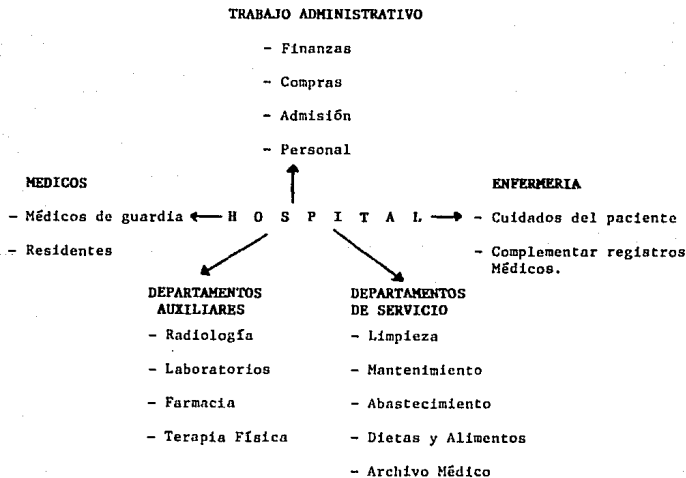 TRABAJO ADMINISTRATIVO
- Finanzas
- Compras
- Admisión
- Personal
MEDICOS
- Médicos de guardia
- Residentes
H O S P I T A L
ENFERMERIA
- Cuidados del paciente
- Complementar registros
Médicos.
DEPARTAMENTOS
AUXILIARES
- Radiología
- Laboratorios
- Farmacia
- Terapia Física
DEPARTAMENTOS
DE SERVICIO
- Limpieza
- Mantenimiento
- Abastecimiento
- Dietas y Alimentos
- Archivo Médico